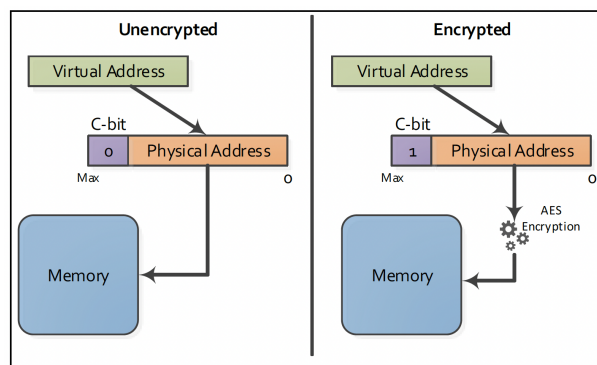 Unencrypted
Virtual Address
C-bit
0 Physical Address
Max 0
Memory
Encrypted
Virtual Address
C-bit
1 Physical Address
Max 0
AES
Encryption
Memory